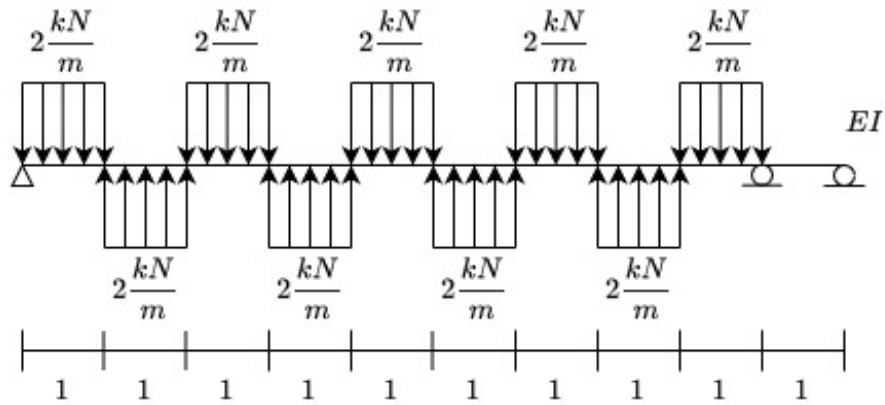 2 kN/m 2 kN/m 2 kN/m 2 kN/m 2 kN/m
EI
2 kN/m 2 kN/m 2 kN/m 2 kN/m
1 1 1 1 1 1 1 1 1 1